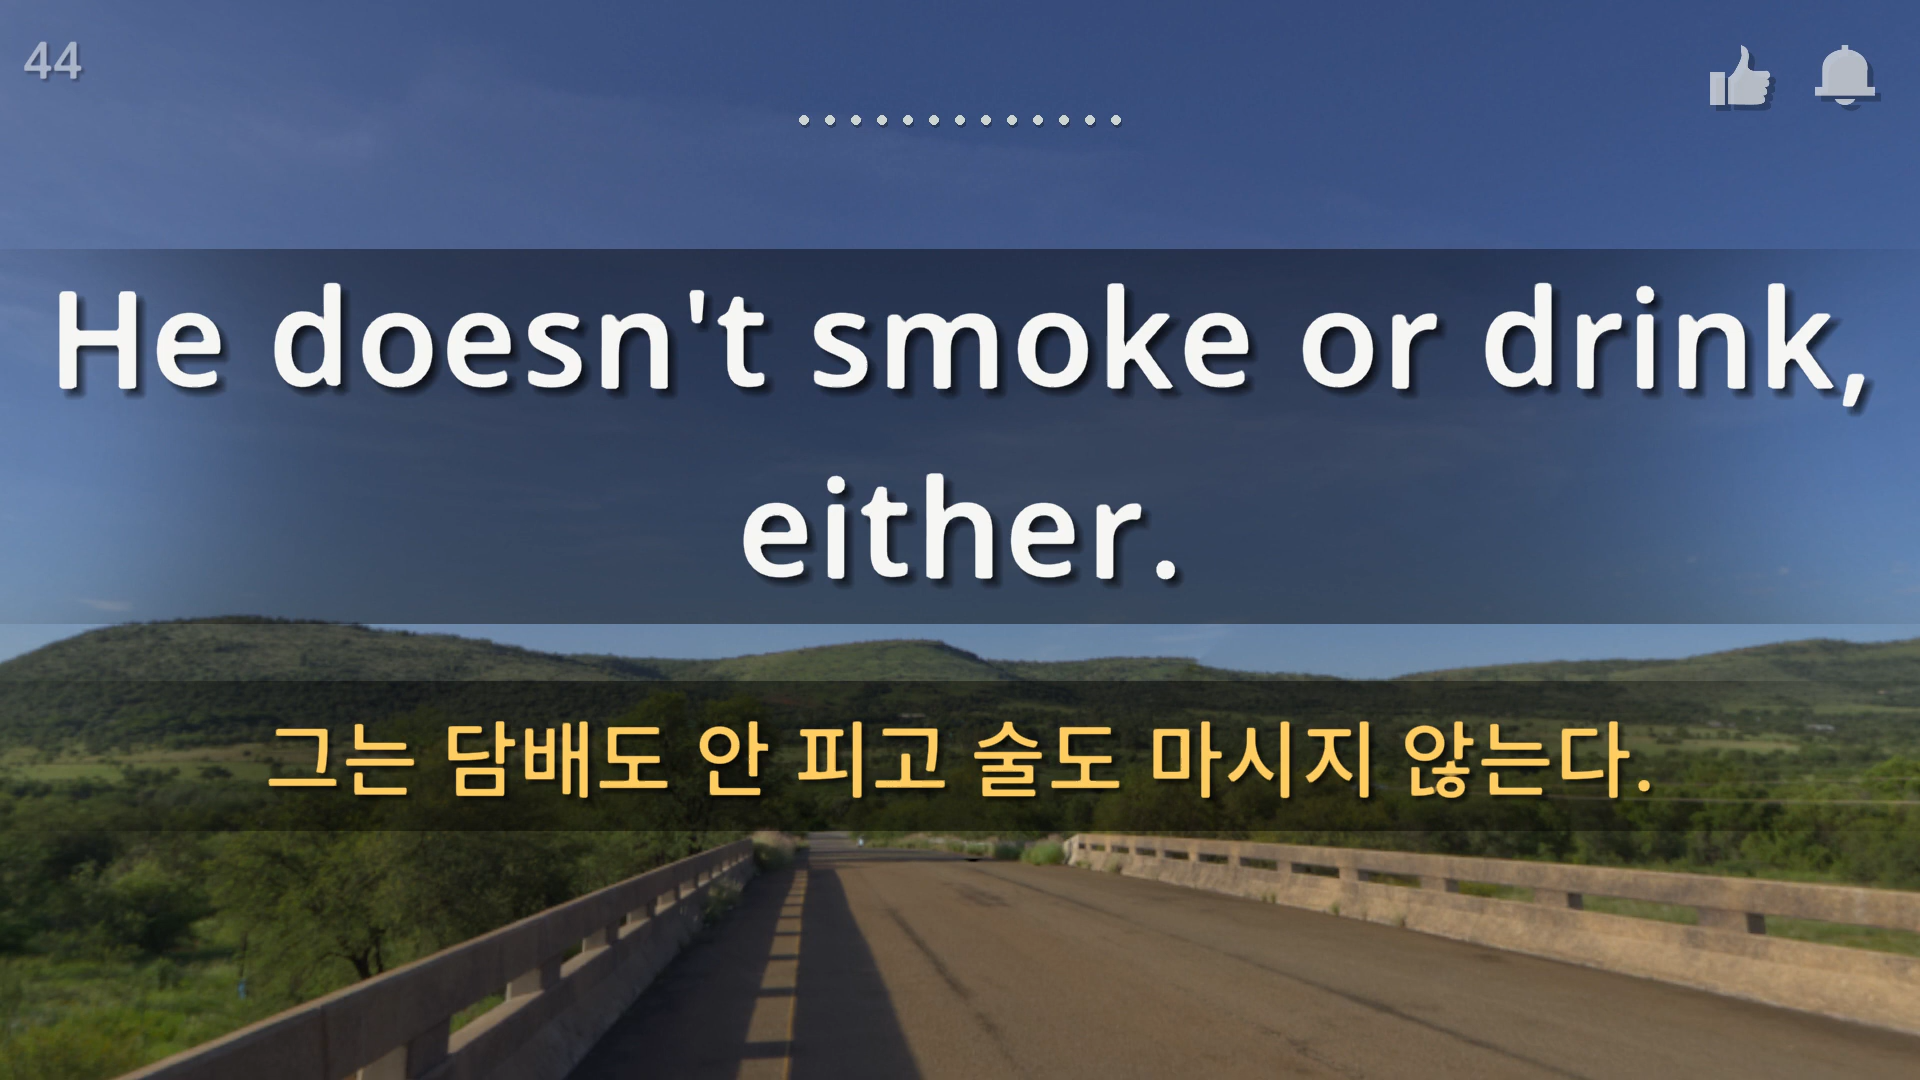 44
He doesn't smoke or drink,
either.
그는 담배도 안 피고 술도 마시지 않는다.